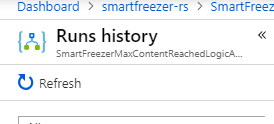 Dashboard > smartfreezer-rs > SmartFreez
Runs history «
SmartFreezerMaxContentReachedLogicA...
Refresh